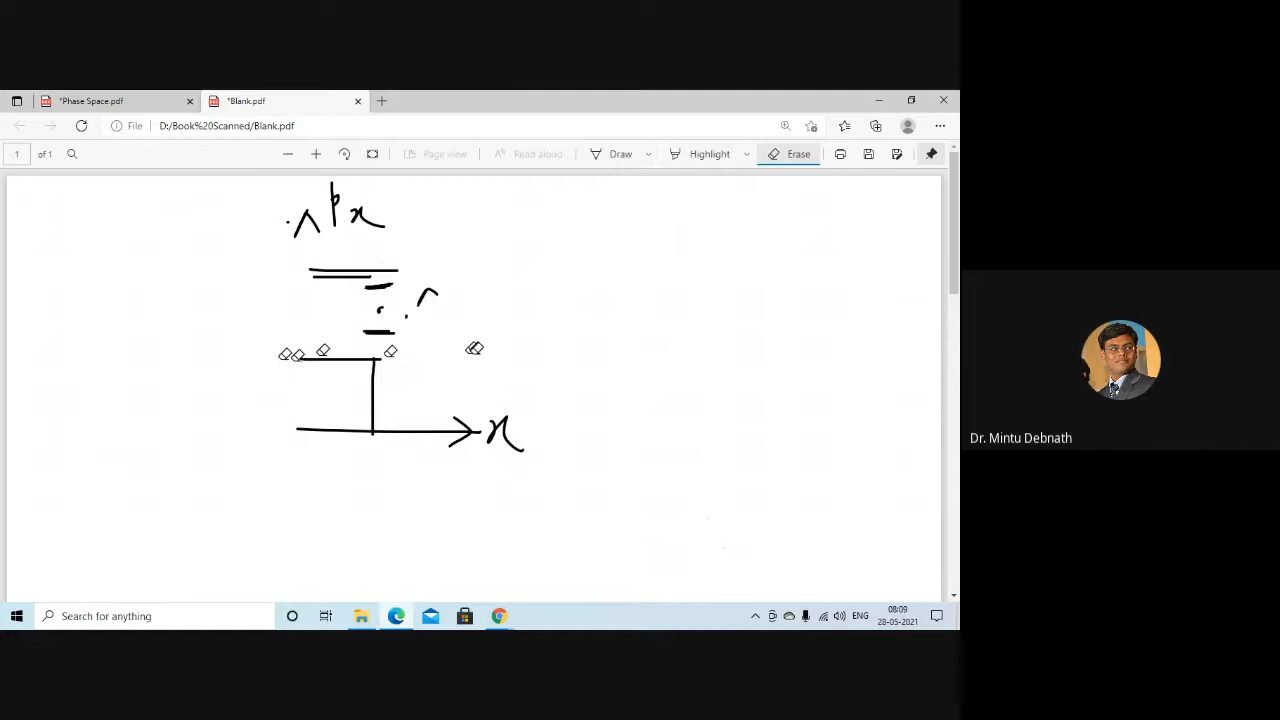 *Phase Space.pdf
*Blank.pdf
File D:/Book%20Scanned/Blank.pdf
1 of 1 Page view Read aloud Draw Highlight Erase
px
x
Dr. Mintu Debnath
Search for anything
ENG
08:09
28-05-2021